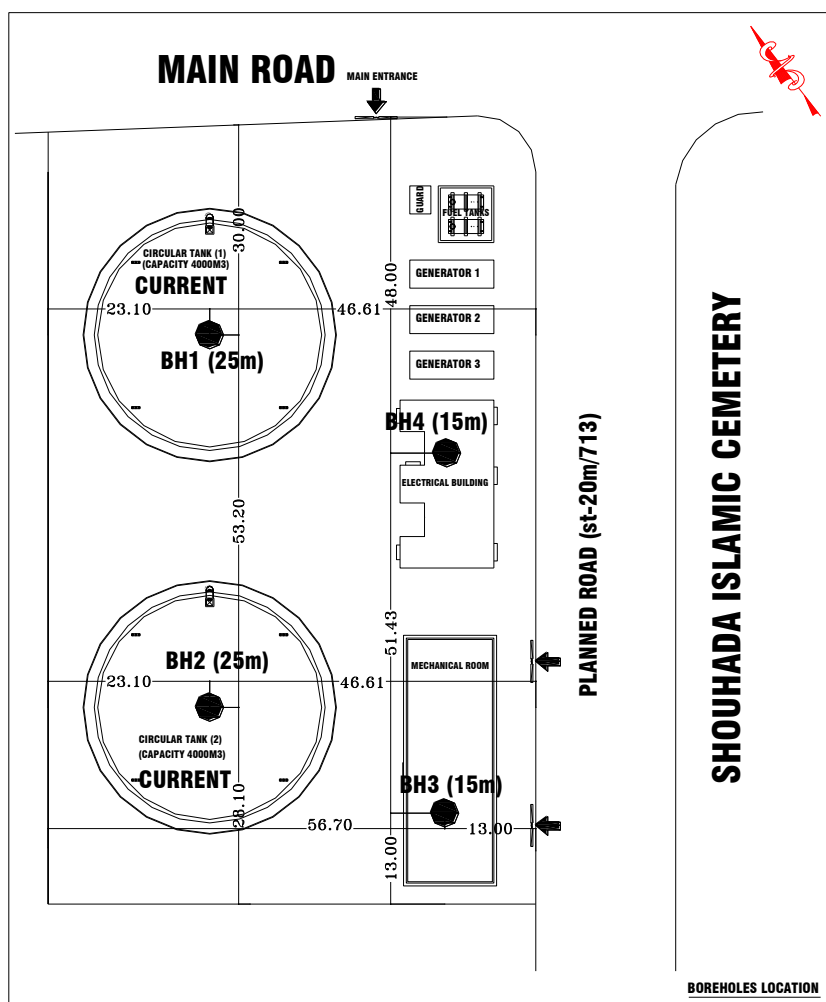 MAIN ROAD
MAIN ENTRANCE
GUARD
FUEL TANKS
30.00
CIRCULAR TANK (1)
(CAPACITY 4000M3)
CURRENT
48.00
GENERATOR 1
23.10
46.61
GENERATOR 2
BH1 (25m)
GENERATOR 3
BH4 (15m)
ELECTRICAL BUILDING
53.20
PLANNED ROAD (st-20m/713)
SHOUHADA ISLAMIC CEMETERY
51.43
BH2 (25m)
MECHANICAL ROOM
23.10
46.61
CIRCULAR TANK (2)
(CAPACITY 4000M3)
CURRENT
BH3 (15m)
28.10
56.70
13.00
13.00
BOREHOLES LOCATION